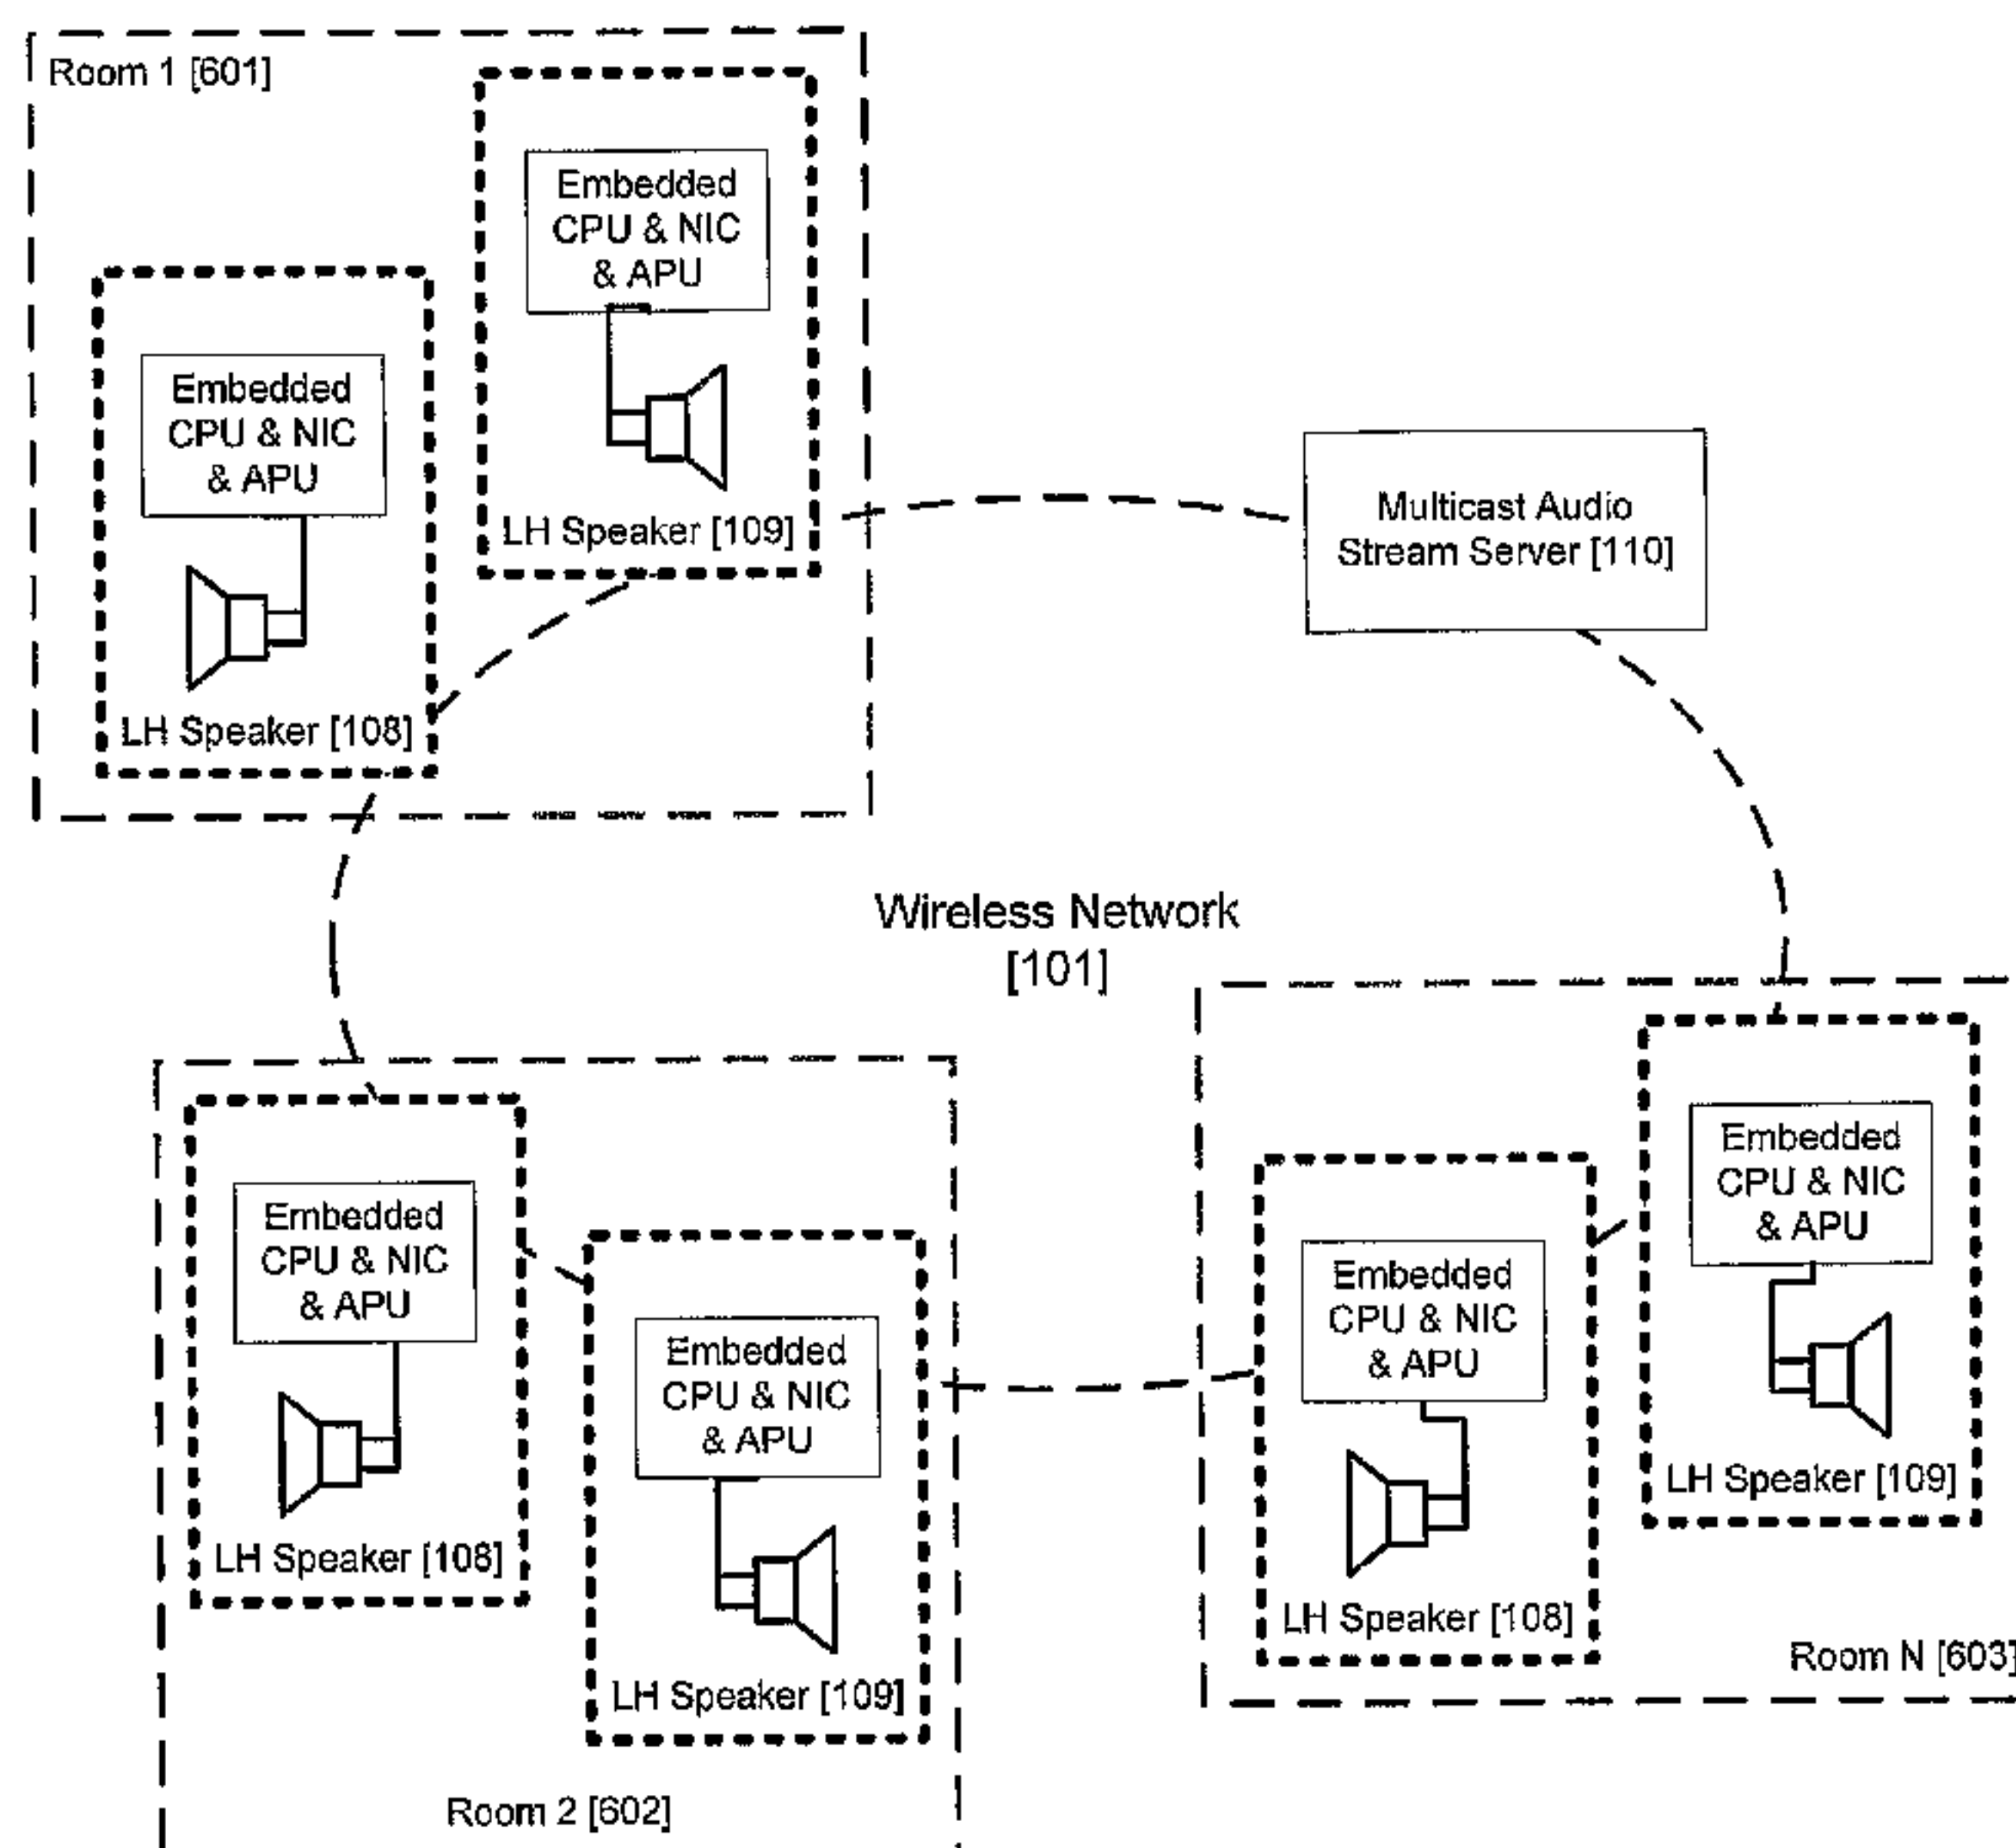 Room 1 [601]
Embedded
CPU & NIC
& APU
LH Speaker [109]
Embedded
CPU & NIC
& APU
LH Speaker [108]
Multicast Audio
Stream Server [110]
Wireless Network
[101]
Embedded
CPU & NIC
& APU
LH Speaker [108]
Embedded
CPU & NIC
& APU
LH Speaker [109]
Room 2 [602]
Embedded
CPU & NIC
& APU
LH Speaker [108]
Embedded
CPU & NIC
& APU
LH Speaker [109]
Room N [603]